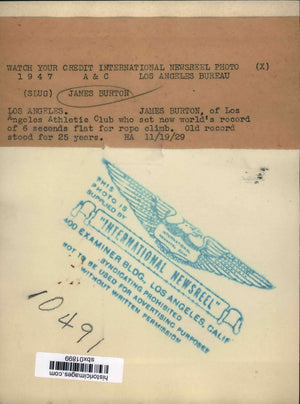 WATCH YOUR CREDIT INTERNATIONAL NEWSREEL PHOTO (X)
1947 A & C LOS ANGELES BUREAU
(SLUG) JAMES BURTON
LOS ANGELES. JAMES BURTON, of Los
Angeles Athletic Club who set new world's record
of 6 seconds flat for rope climb. Old record
stood for 25 years. HA 11/19/29
THIS
PHOTO IS
SUPPLIED BY
"INTERNATIONAL NEWSREEL"
400 EXAMINER BLDG, LOS ANGELES, CALIF
SYNDICATING PROHIBITED
NOT TO BE USED FOR ADVERTISING PURPOSES
WITHOUT WRITTEN PERMISSION
10491
historicimages.com
sbx01899